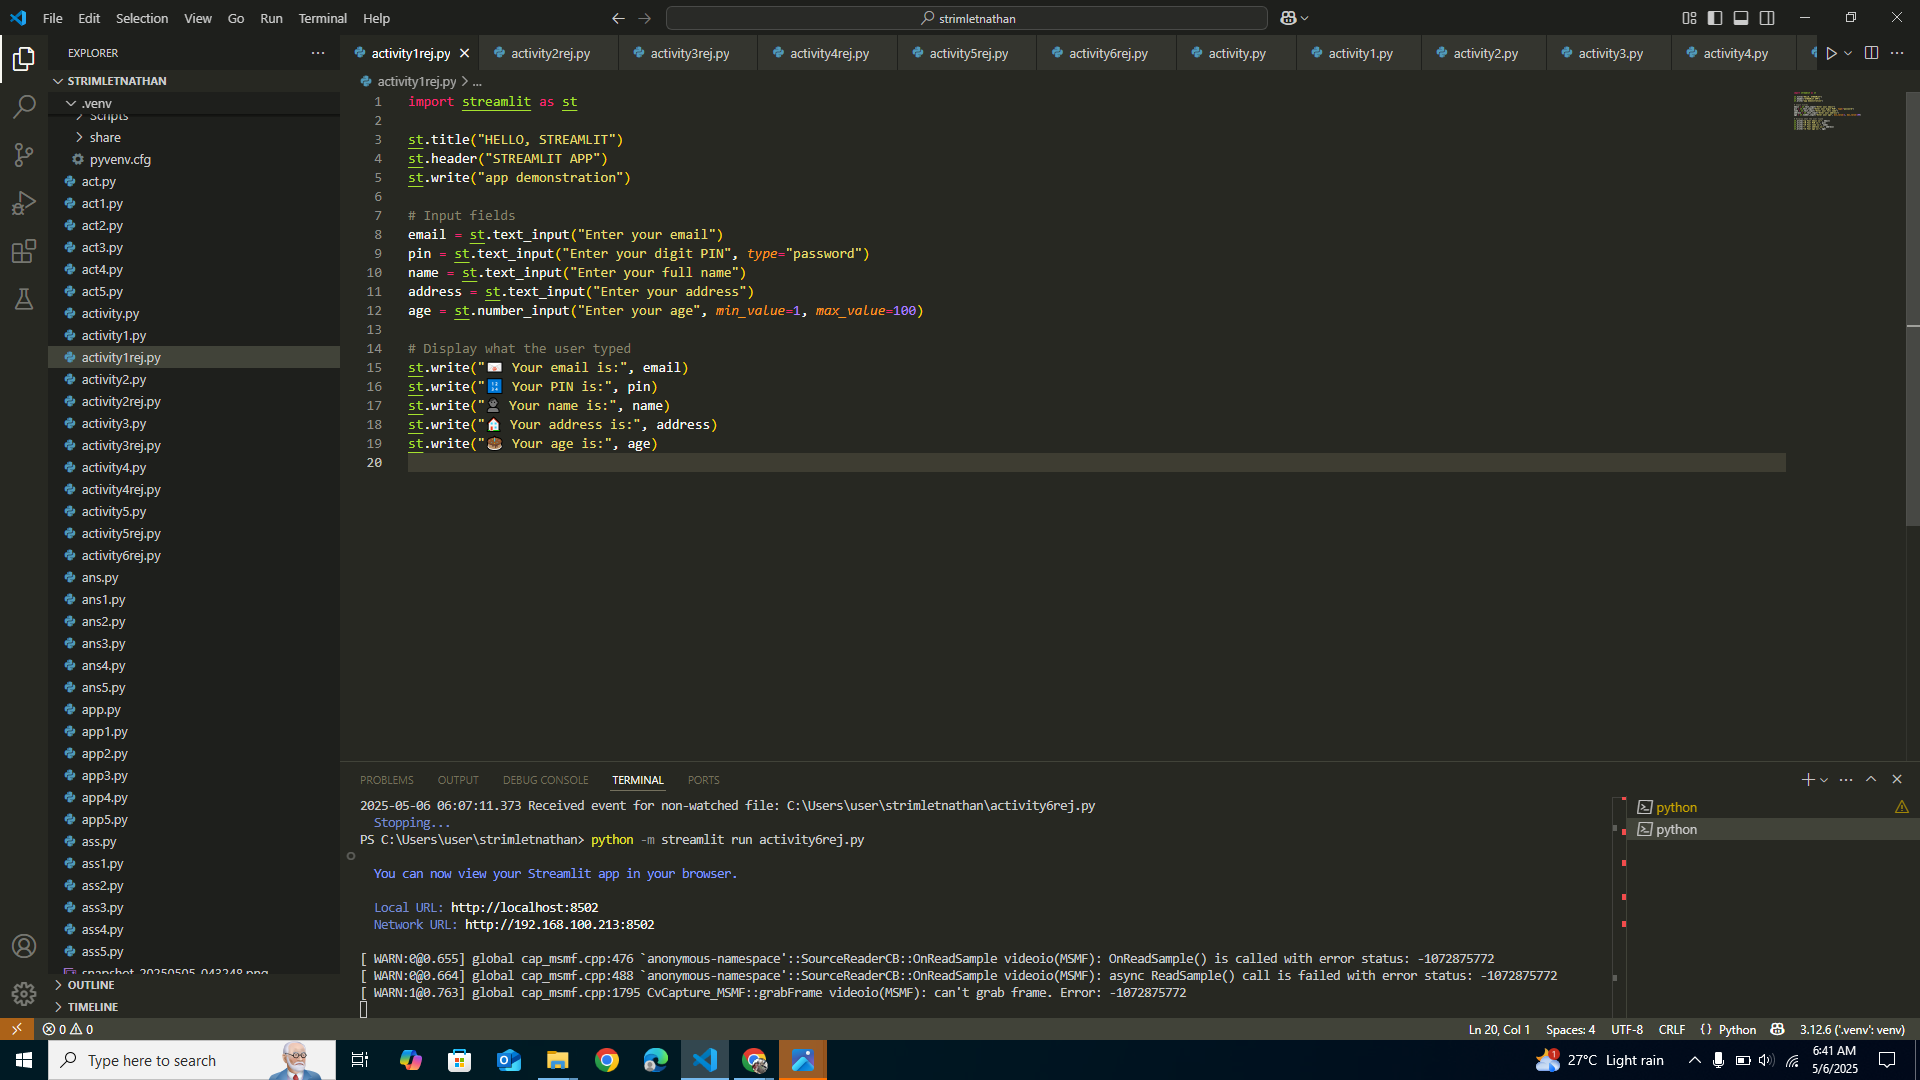 File Edit Selection View Go Run Terminal Help
strimletnathan
EXPLORER
activity1rej.py activity2rej.py activity3rej.py activity4rej.py activity5rej.py activity6rej.py activity.py activity1.py activity2.py activity3.py activity4.py
STRIMLETNATHAN
activity1rej.py > ...
.venv
Scripts
share
pyvenv.cfg
act.py
act1.py
act2.py
act3.py
act4.py
act5.py
activity.py
activity1.py
activity1rej.py
activity2.py
activity2rej.py
activity3.py
activity3rej.py
activity4.py
activity4rej.py
activity5.py
activity5rej.py
activity6rej.py
ans.py
ans1.py
ans2.py
ans3.py
ans4.py
ans5.py
app.py
app1.py
app2.py
app3.py
app4.py
app5.py
ass.py
ass1.py
ass2.py
ass3.py
ass4.py
ass5.py
snapshot_20250505_043248.png
OUTLINE
TIMELINE
1 import streamlit as st
2
3 st.title("HELLO, STREAMLIT")
4 st.header("STREAMLIT APP")
5 st.write("app demonstration")
6
7 # Input fields
8 email = st.text_input("Enter your email")
9 pin = st.text_input("Enter your digit PIN", type="password")
10 name = st.text_input("Enter your full name")
11 address = st.text_input("Enter your address")
12 age = st.number_input("Enter your age", min_value=1, max_value=100)
13
14 # Display what the user typed
15 st.write("📧 Your email is:", email)
16 st.write("🔢 Your PIN is:", pin)
17 st.write("👤 Your name is:", name)
18 st.write("🏠 Your address is:", address)
19 st.write("🎂 Your age is:", age)
20
PROBLEMS OUTPUT DEBUG CONSOLE TERMINAL PORTS
2025-05-06 06:07:11.373 Received event for non-watched file: C:\Users\user\strimletnathan\activity6rej.py
Stopping...
PS C:\Users\user\strimletnathan> python -m streamlit run activity6rej.py
You can now view your Streamlit app in your browser.
Local URL: http://localhost:8502
Network URL: http://192.168.100.213:8502
[ WARN:0@0.655] global cap_msmf.cpp:476 `anonymous-namespace'::SourceReaderCB::OnReadSample videoio(MSMF): OnReadSample() is called with error status: -1072875772
[ WARN:0@0.664] global cap_msmf.cpp:488 `anonymous-namespace'::SourceReaderCB::OnReadSample videoio(MSMF): async ReadSample() call is failed with error status: -1072875772
[ WARN:1@0.763] global cap_msmf.cpp:1795 CvCapture_MSMF::grabFrame videoio(MSMF): can't grab frame. Error: -1072875772
python
python
0 0
Ln 20, Col 1 Spaces: 4 UTF-8 CRLF {} Python 3.12.6 ('.venv': venv)
Type here to search
1
27°C Light rain
6:41 AM
5/6/2025